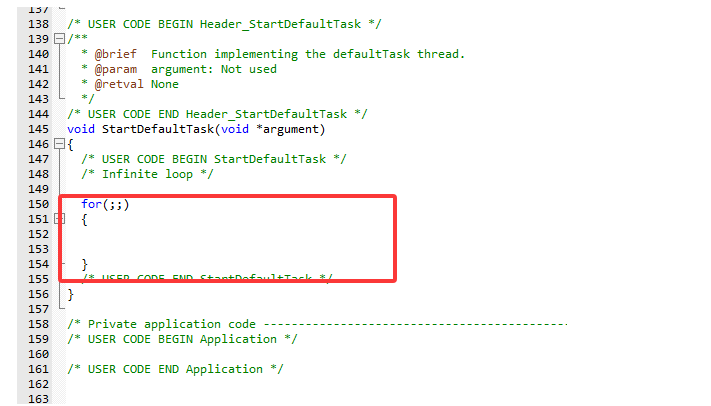 137
138 /* USER CODE BEGIN Header_StartDefaultTask */
139 /**
140 * @brief Function implementing the defaultTask thread.
141 * @param argument: Not used
142 * @retval None
143 */
144 /* USER CODE END Header_StartDefaultTask */
145 void StartDefaultTask(void *argument)
146 {
147 /* USER CODE BEGIN StartDefaultTask */
148 /* Infinite loop */
149
150 for(;;)
151 {
152
153
154 }
155 /* USER CODE END StartDefaultTask */
156 }
157
158 /* Private application code --------------------------------------------
159 /* USER CODE BEGIN Application */
160
161 /* USER CODE END Application */
162
163